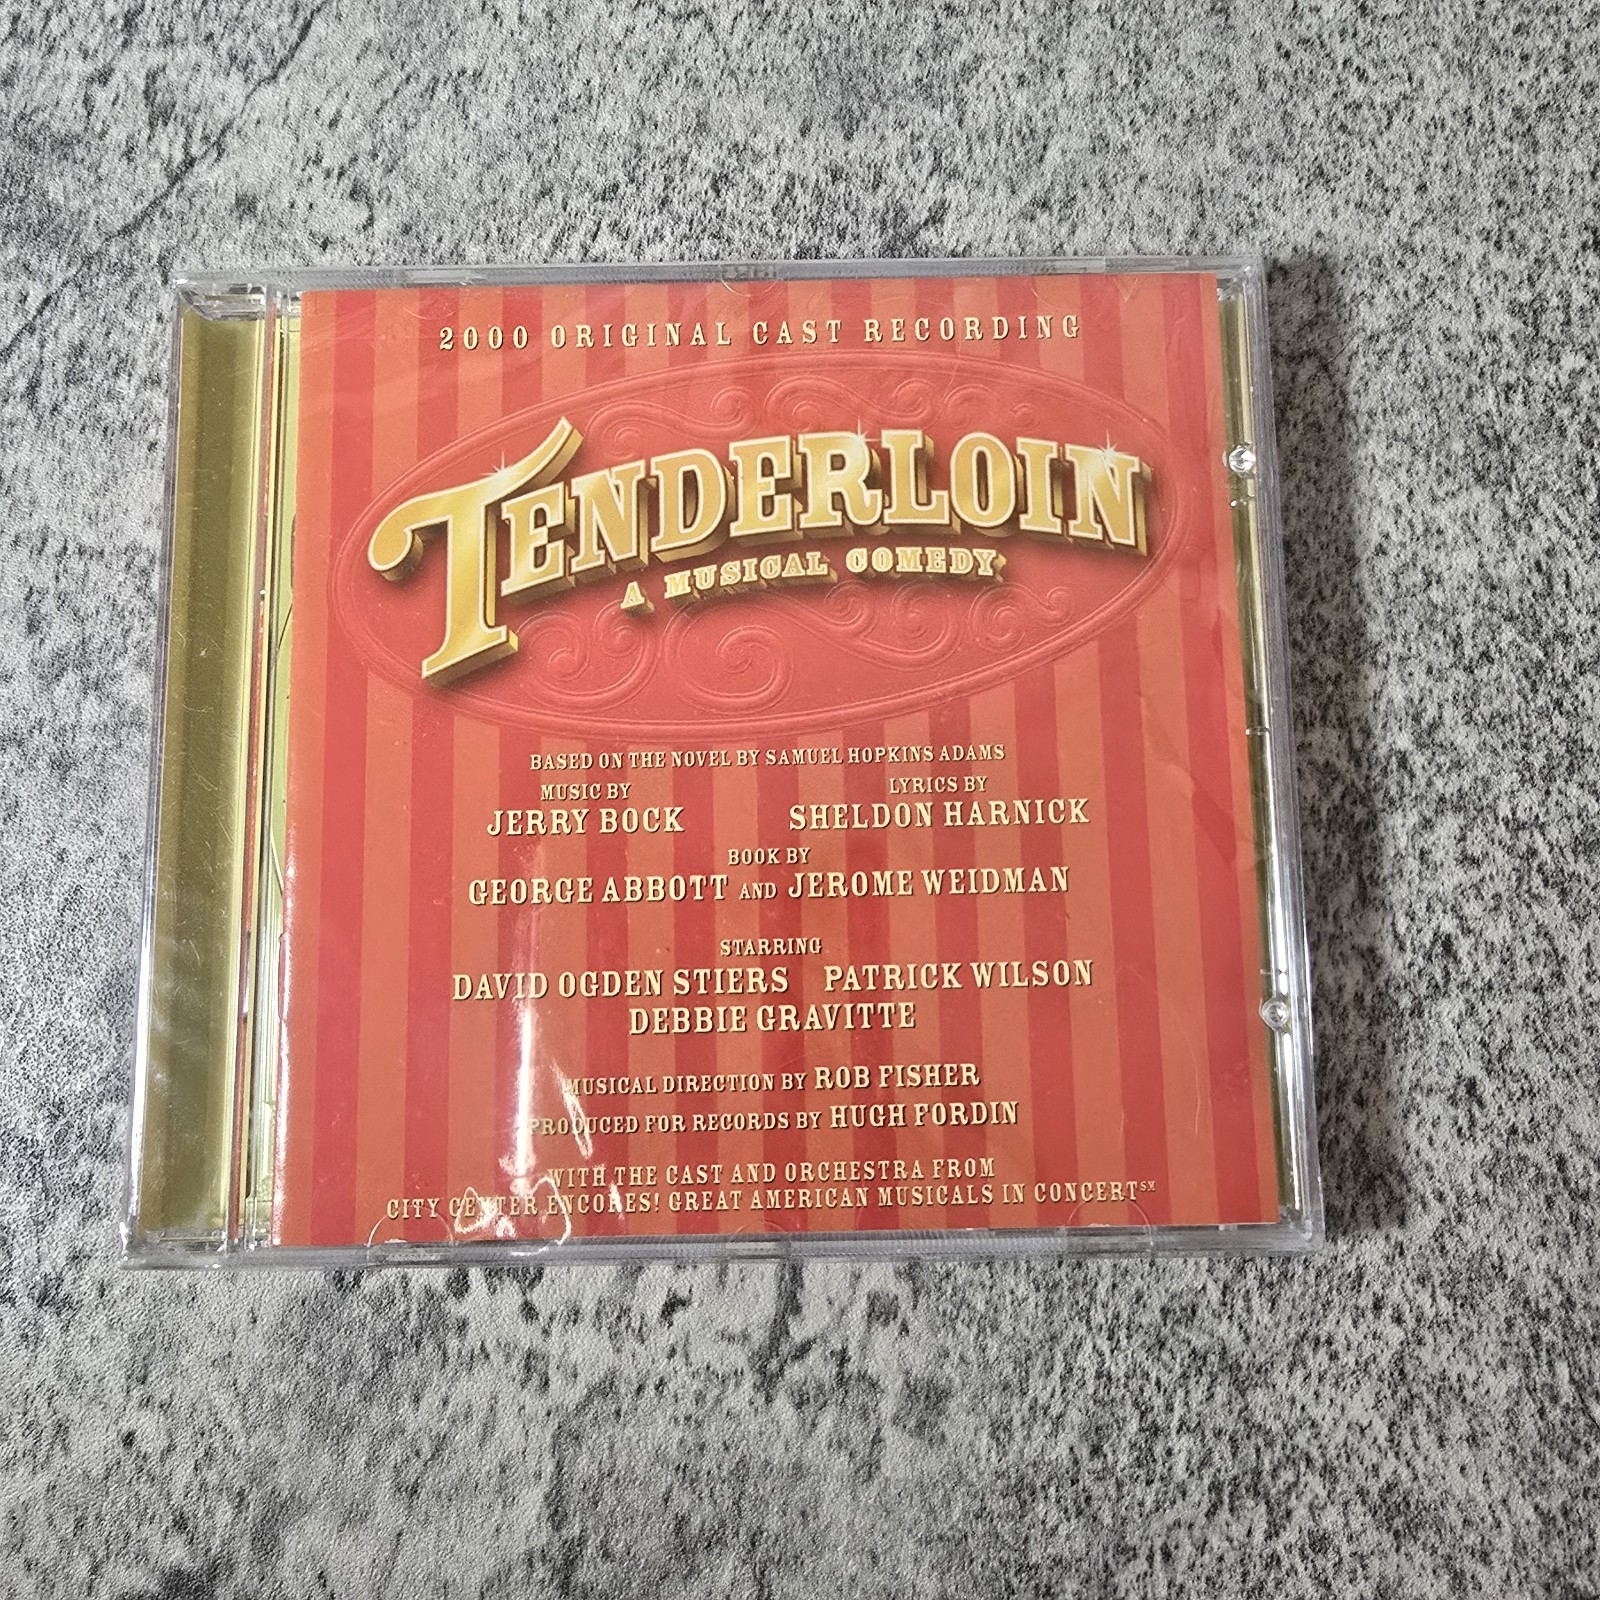 2000 ORIGINAL CAST RECORDING
TENDERLOIN
A MUSICAL COMEDY
BASED ON THE NOVEL BY SAMUEL HOPKINS ADAMS
MUSIC BY LYRICS BY
JERRY BOCK SHELDON HARNICK
BOOK BY
GEORGE ABBOTT AND JEROME WEIDMAN
STARRING
DAVID OGDEN STIERS PATRICK WILSON
DEBBIE GRAVITTE
MUSICAL DIRECTION BY ROB FISHER
PRODUCED FOR RECORDS BY HUGH FORDIN
WITH THE CAST AND ORCHESTRA FROM
CITY CENTER ENCORES! GREAT AMERICAN MUSICALS IN CONCERT℠